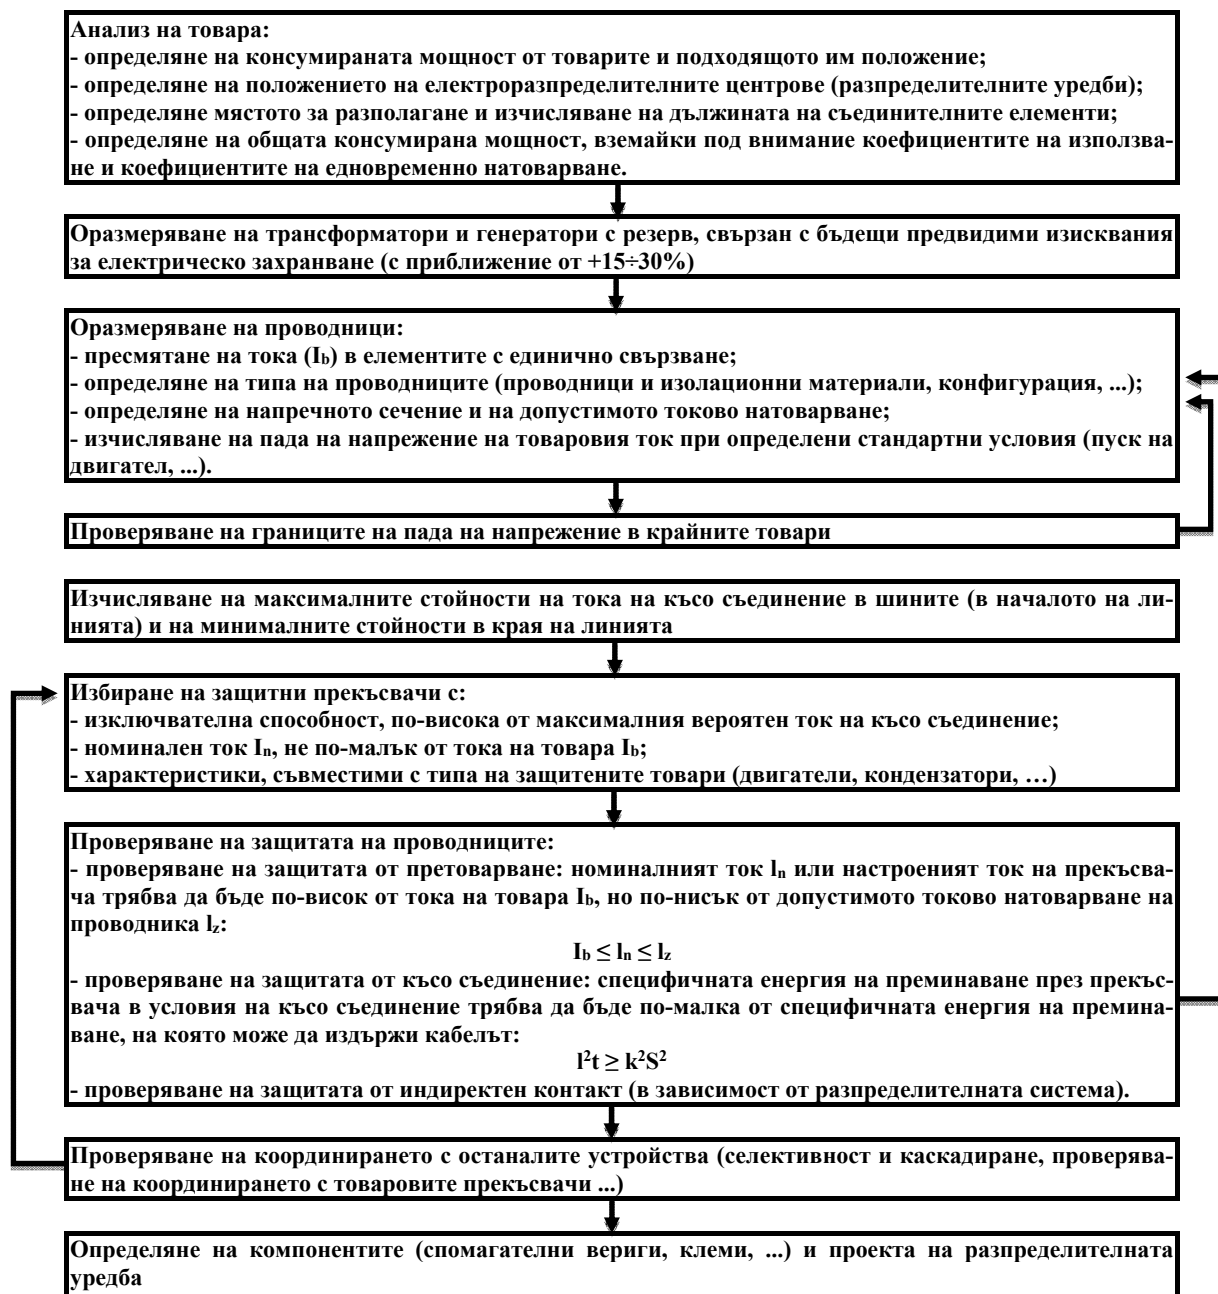 Анализ на товара:
- определяне на консумираната мощност от товарите и подходящото им положение;
- определяне на положението на електроразпределителните центрове (разпределителните уредби);
- определяне мястото за разполагане и изчисляване на дължината на съединителните елементи;
- определяне на общата консумирана мощност, вземайки под внимание коефициентите на използва-
не и коефициентите на едновременно натоварване.
Оразмеряване на трансформатори и генератори с резерв, свързан с бъдещи предвидими изисквания
за електрическо захранване (с приближение от +15÷30%)
Оразмеряване на проводници:
- пресмятане на тока (I_b) в елементите с единично свързване;
- определяне на типа на проводниците (проводници и изолационни материали, конфигурация, ...);
- определяне на напречното сечение и на допустимото токово натоварване;
- изчисляване на пада на напрежение на товаровия ток при определени стандартни условия (пуск на
двигател, ...).
Проверяване на границите на пада на напрежение в крайните товари
Изчисляване на максималните стойности на тока на късо съединение в шините (в началото на ли-
нията) и на минималните стойности в края на линията
Избиране на защитни прекъсвачи с:
- изключвателна способност, по-висока от максималния вероятен ток на късо съединение;
- номинален ток I_n, не по-малък от тока на товара I_b;
- характеристики, съвместими с типа на защитените товари (двигатели, кондензатори, …)
Проверяване на защитата на проводниците:
- проверяване на защитата от претоварване: номиналният ток l_n или настроеният ток на прекъсва-
ча трябва да бъде по-висок от тока на товара I_b, но по-нисък от допустимото токово натоварване на
проводника l_z:
I_b ≤ l_n ≤ l_z
- проверяване на защитата от късо съединение: специфичната енергия на преминаване през прекъс-
вача в условия на късо съединение трябва да бъде по-малка от специфичната енергия на премина-
ване, на която може да издържи кабелът:
l²t ≥ k²S²
- проверяване на защитата от индиректен контакт (в зависимост от разпределителната система).
Проверяване на координирането с останалите устройства (селективност и каскадиране, проверява-
не на координирането с товаровите прекъсвачи ...)
Определяне на компонентите (спомагателни вериги, клеми, ...) и проекта на разпределителната
уредба